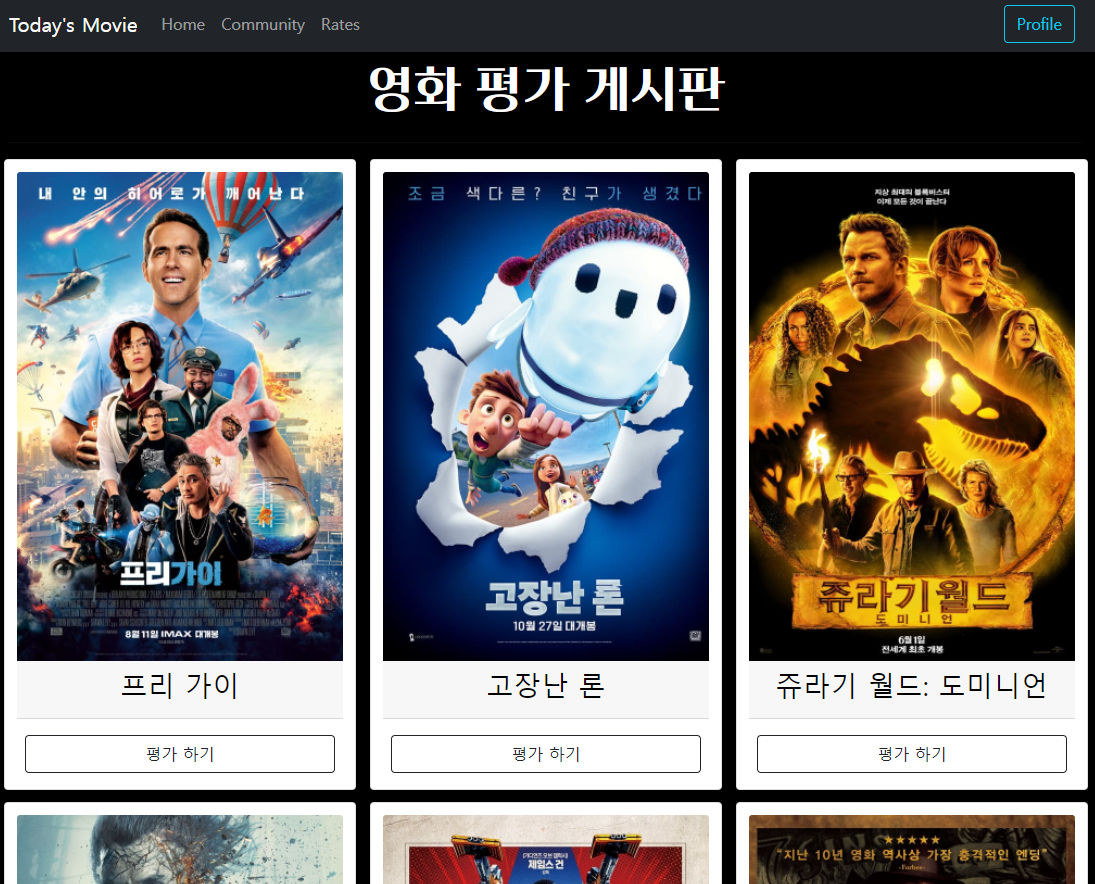 Today's Movie
Home
Community
Rates
Profile
영화 평가 게시판
내 안의 히어로가 깨어난다
프리가이
8월 11일 IMAX 대개봉
프리 가이
평가 하기
조금 색다른? 친구가 생겼다
고장난 론
10월 27일 대개봉
고장난 론
평가 하기
지상 최대의 블록버스터
이제 모든 것이 끝난다
쥬라기월드
도미니언
6월 1일
전세계 최초 개봉
쥬라기 월드: 도미니언
평가 하기
제임스 건
"지난 10년 영화 역사상 가장 충격적인 엔딩"
-Forbes-